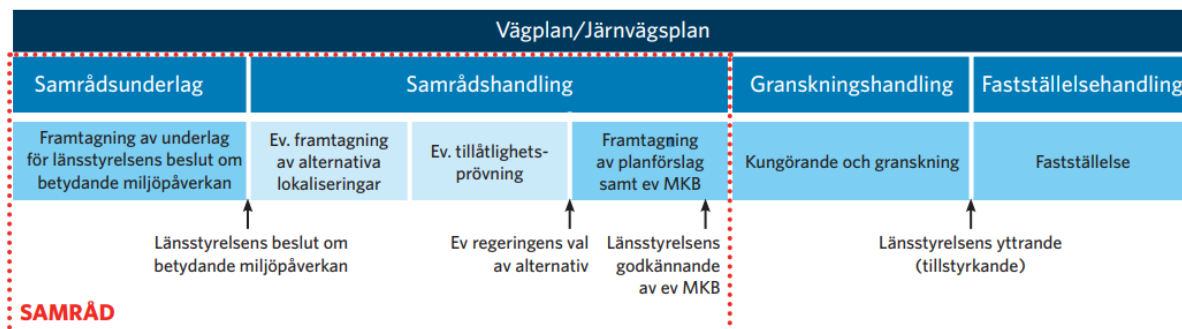 Vägplan/Järnvägsplan
Samrådsunderlag
Samrådshandling
Granskningshandling
Fastställelsehandling
Framtagning av underlag
för länsstyrelsens beslut om
betydande miljöpåverkan
Ev. framtagning
av alternativa
lokaliseringar
Ev. tillåtlighets-
prövning
Framtagning
av planförslag
samt ev MKB
Kungörande och granskning
Fastställelse
Länsstyrelsens beslut om
betydande miljöpåverkan
Ev regeringens val
av alternativ
Länsstyrelsens
godkännande
av ev MKB
Länsstyrelsens yttrande
(tillstyrkande)
SAMRÅD